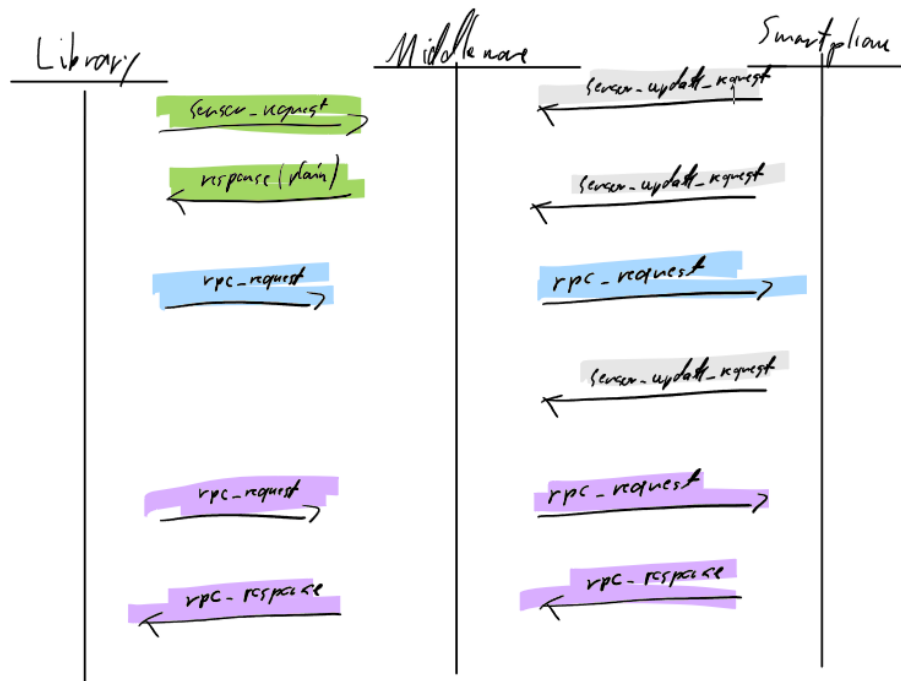 Library
Middleware
Smartphone
sensor_request
sensor_update_request
response (plain)
sensor_update_request
rpc_request
rpc_request
sensor_update_request
rpc_request
rpc_request
rpc_response
rpc_response